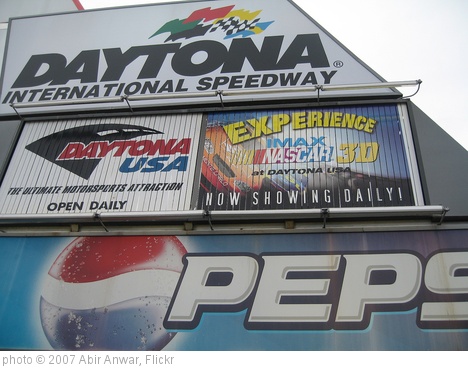 DAYTONA®
INTERNATIONAL SPEEDWAY
DAYTONA
USA
THE ULTIMATE MOTORSPORTS ATTRACTION
OPEN DAILY
EXPERIENCE
IMAX
NASCAR 3D
at DAYTONA USA
NOW SHOWING DAILY!
PEPS
photo © 2007 Abir Anwar, Flickr